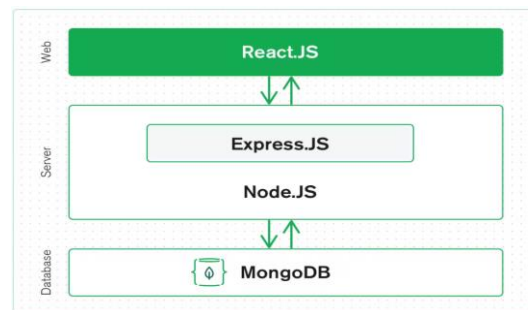 Web
React.JS
Server
Express.JS
Node.JS
Database
MongoDB